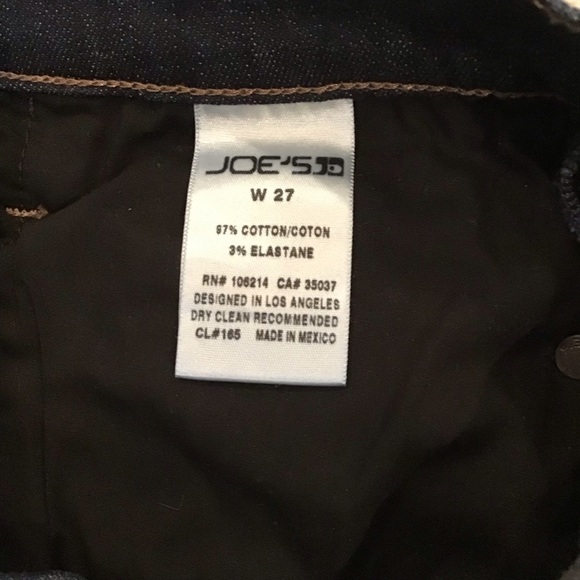 JOE'S
W 27
97% COTTON/COTON
3% ELASTANE
RN# 106214 CA# 35037
DESIGNED IN LOS ANGELES
DRY CLEAN RECOMMENDED
CL#165 MADE IN MEXICO